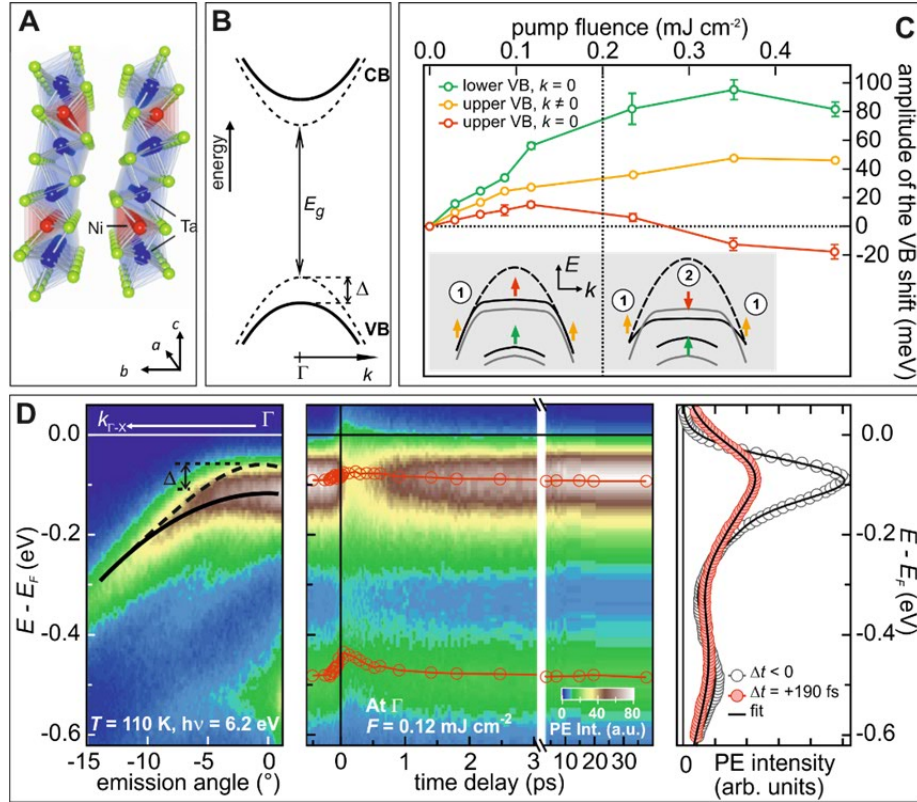 A
Ni
Ta
c
a
b
B
CB
energy
E_g
Δ
VB
Γ
k
pump fluence (mJ cm⁻²)
C
0.0 0.1 0.2 0.3 0.4
lower VB, k = 0
upper VB, k ≠ 0
upper VB, k = 0
100
80
60
40
20
0
-20
amplitude of the VB shift (meV)
E
k
1
1 2 1
D
k_Γ-X Γ
0.0
-0.2
-0.4
-0.6
E - E_F (eV)
Δ
T = 110 K, hν = 6.2 eV
-15 -10 -5 0
emission angle (°)
At Γ
F = 0.12 mJ cm⁻²
0 40 80
PE Int. (a.u.)
0 1 2 3 10 20 30
time delay (ps)
0.0
-0.2
-0.4
-0.6
E - E_F (eV)
Δt < 0
Δt = +190 fs
fit
0
PE intensity
(arb. units)